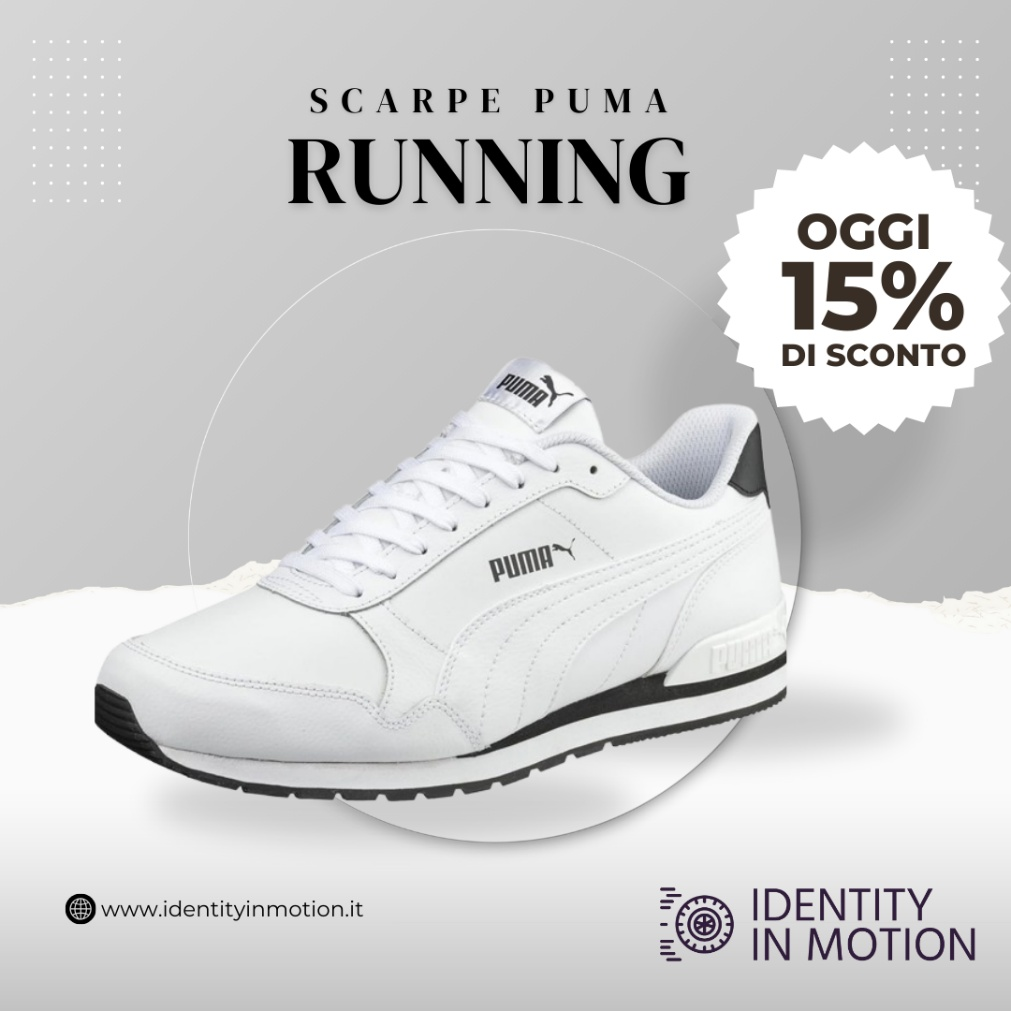 SCARPE PUMA
RUNNING
OGGI
15%
DI SCONTO
PUMA
PUMA
PUMA
www.identityinmotion.it
IDENTITY
IN MOTION